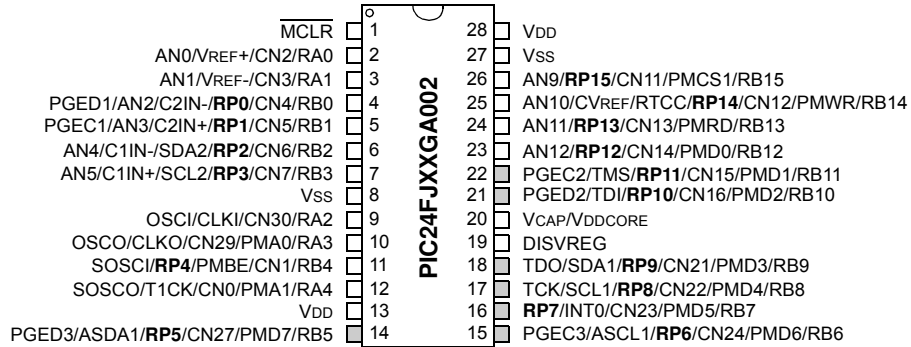 MCLR 1 28 VDD
AN0/VREF+/CN2/RA0 2 27 VSS
AN1/VREF-/CN3/RA1 3 26 AN9/RP15/CN11/PMCS1/RB15
PGED1/AN2/C2IN-/RP0/CN4/RB0 4 25 AN10/CVREF/RTCC/RP14/CN12/PMWR/RB14
PGEC1/AN3/C2IN+/RP1/CN5/RB1 5 24 AN11/RP13/CN13/PMRD/RB13
AN4/C1IN-/SDA2/RP2/CN6/RB2 6 23 AN12/RP12/CN14/PMD0/RB12
AN5/C1IN+/SCL2/RP3/CN7/RB3 7 22 PGEC2/TMS/RP11/CN15/PMD1/RB11
VSS 8 21 PGED2/TDI/RP10/CN16/PMD2/RB10
OSCI/CLKI/CN30/RA2 9 20 VCAP/VDDCORE
OSCO/CLKO/CN29/PMA0/RA3 10 19 DISVREG
SOSCI/RP4/PMBE/CN1/RB4 11 18 TDO/SDA1/RP9/CN21/PMD3/RB9
SOSCO/T1CK/CN0/PMA1/RA4 12 17 TCK/SCL1/RP8/CN22/PMD4/RB8
VDD 13 16 RP7/INT0/CN23/PMD5/RB7
PGED3/ASDA1/RP5/CN27/PMD7/RB5 14 15 PGEC3/ASCL1/RP6/CN24/PMD6/RB6
PIC24FJXXGA002